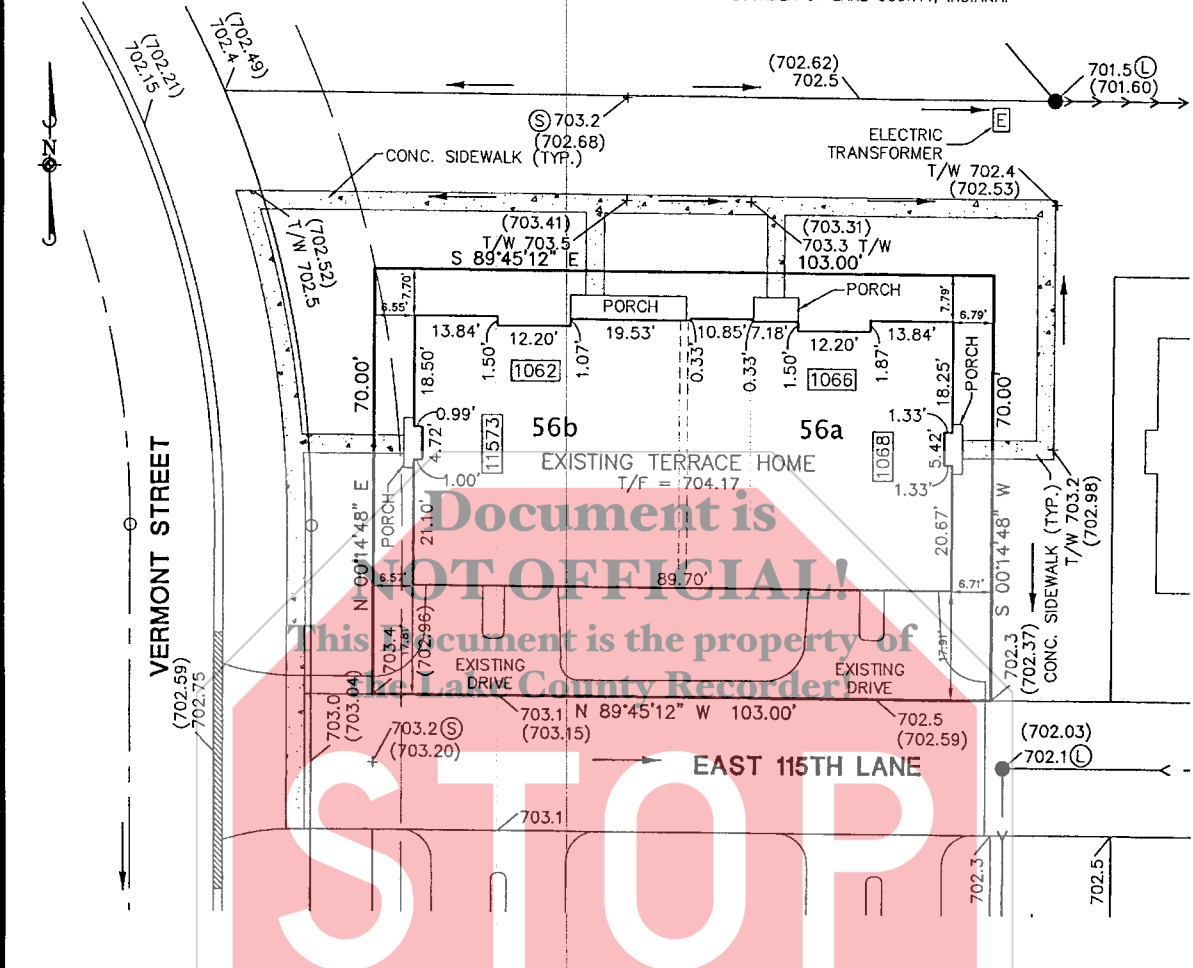 (702.21)
702.15
(702.49)
702.4
(702.62)
702.5
701.5 Ⓛ
(701.60)
Ⓢ 703.2
(702.68)
E
ELECTRIC
TRANSFORMER
N
CONC. SIDEWALK (TYP.)
T/W 702.4
(702.53)
(702.52)
T/W 702.5
(703.41)
T/W 703.5
(703.31)
703.3 T/W
S 89°45'12" E
103.00'
6.55'
7.70'
PORCH
PORCH
7.79'
6.79'
13.84'
12.20'
19.53'
10.85'
7.18'
12.20'
13.84'
1.50'
1.07'
0.33'
0.33'
1.50'
1.87'
18.50'
18.25'
PORCH
1062
1066
70.00'
70.00'
0.99'
4.72'
1.00'
11573
56b
56a
1068
1.33'
5.42'
1.33'
EXISTING TERRACE HOME
T/F = 704.17
N 00°14'48" E
PORCH
21.10'
20.67'
S 00°14'48" W
CONC. SIDEWALK (TYP.)
T/W 703.2
(702.98)
VERMONT STREET
Document is
NOT OFFICIAL!
This Document is the property of
the Lake County Recorder!
6.57'
89.70'
6.71'
703.4
17.81'
(702.96)
EXISTING
DRIVE
EXISTING
DRIVE
17.91'
702.3
(702.37)
(702.59)
702.75
703.0
(703.04)
N 89°45'12" W 103.00'
703.2 Ⓢ
(703.20)
703.1
(703.15)
702.5
(702.59)
(702.03)
702.1 Ⓛ
EAST 115TH LANE
STOP
703.1
702.3
702.5